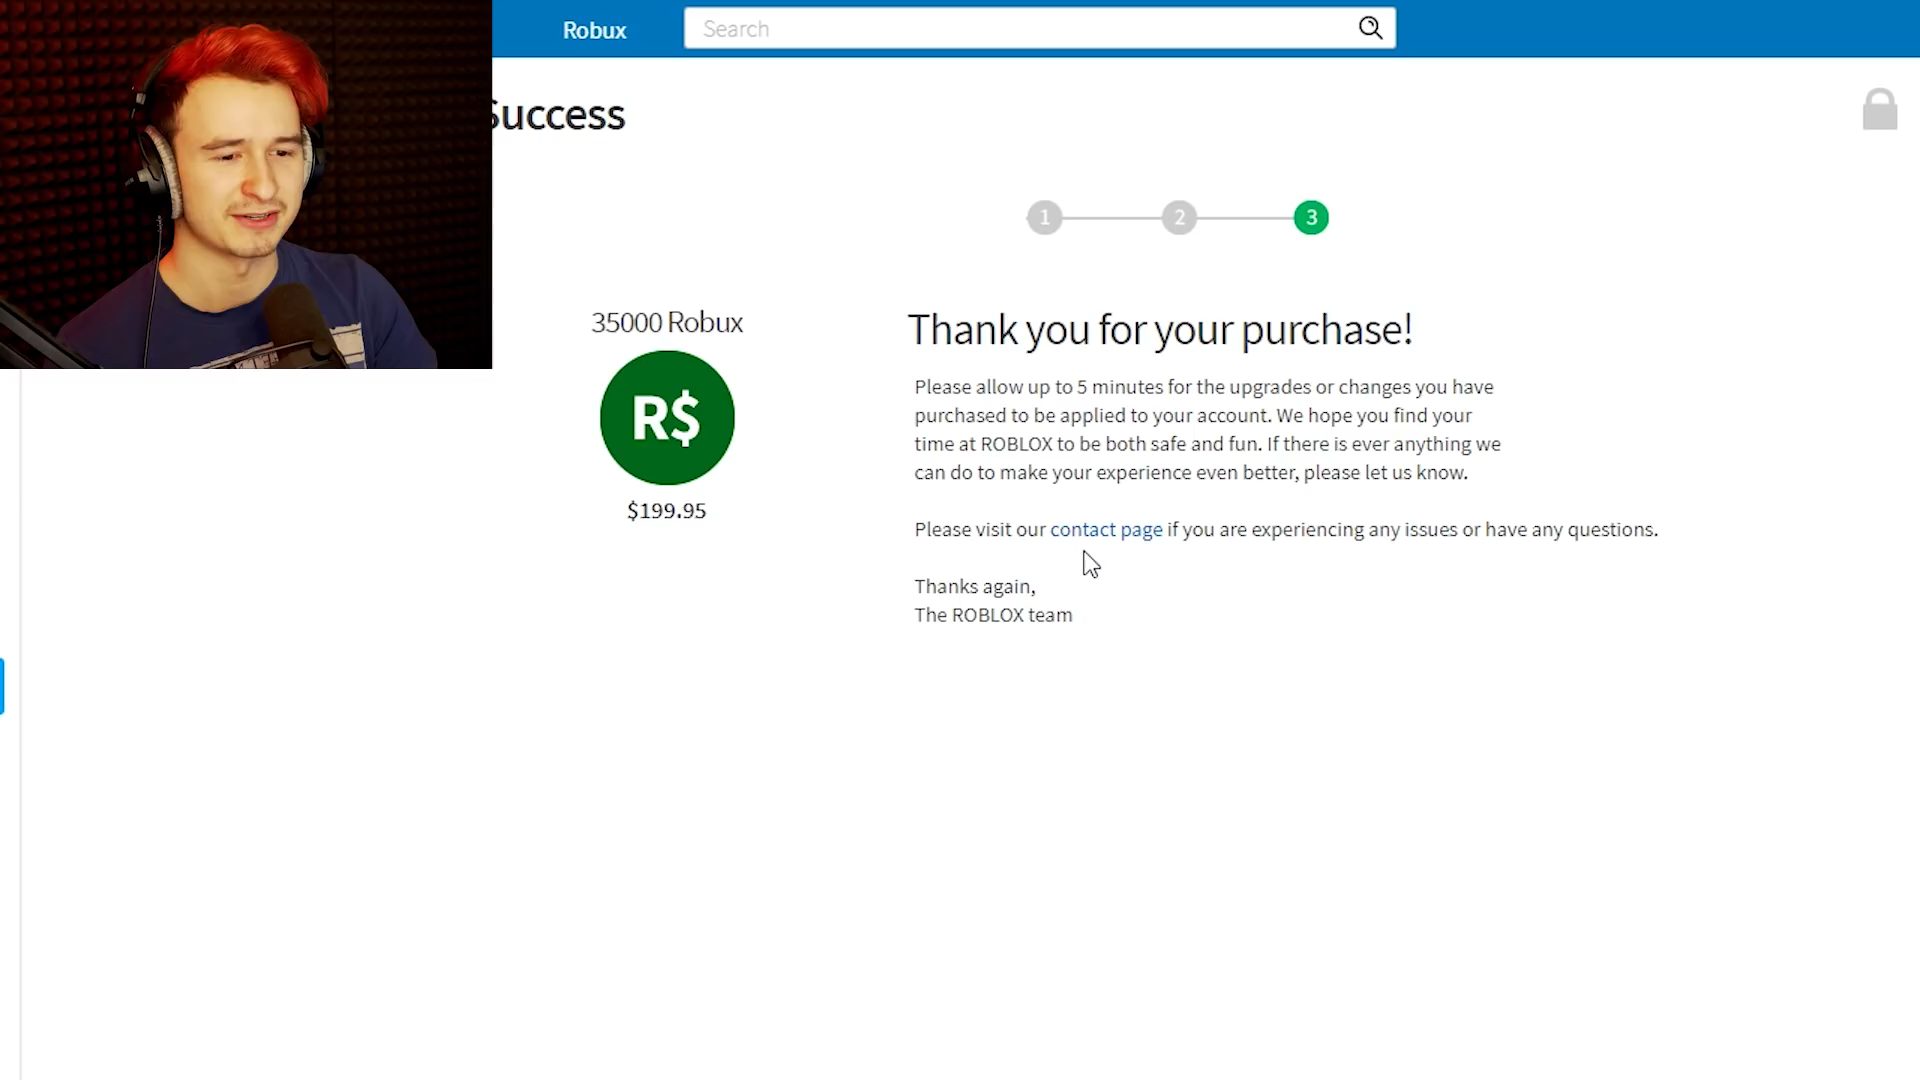 Robux
Search
Success
1 2 3
35000 Robux
R$
$199.95
Thank you for your purchase!
Please allow up to 5 minutes for the upgrades or changes you have
purchased to be applied to your account. We hope you find your
time at ROBLOX to be both safe and fun. If there is ever anything we
can do to make your experience even better, please let us know.
Please visit our contact page if you are experiencing any issues or have any questions.
Thanks again,
The ROBLOX team